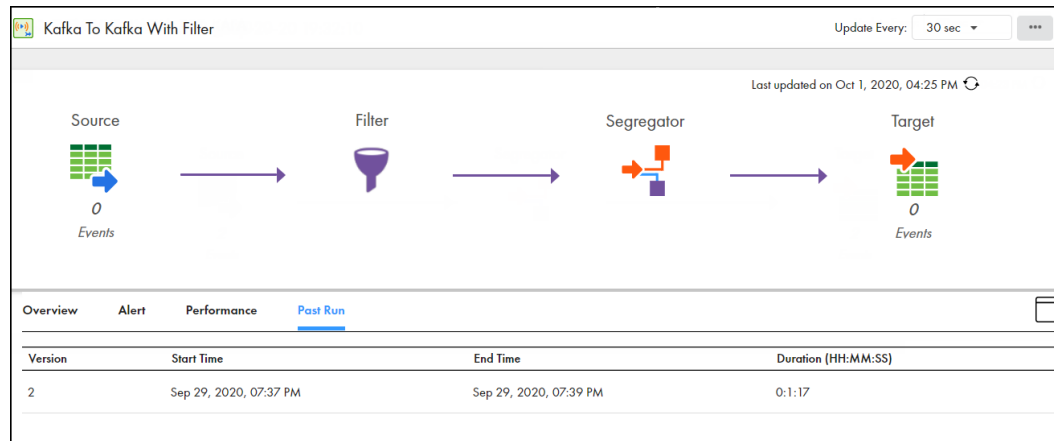 Kafka To Kafka With Filter
Update Every: 30 sec
Last updated on Oct 1, 2020, 04:25 PM
Source Filter Segregator Target
0 0
Events Events
Overview Alert Performance Past Run
Version Start Time End Time Duration (HH:MM:SS)
2 Sep 29, 2020, 07:37 PM Sep 29, 2020, 07:39 PM 0:1:17